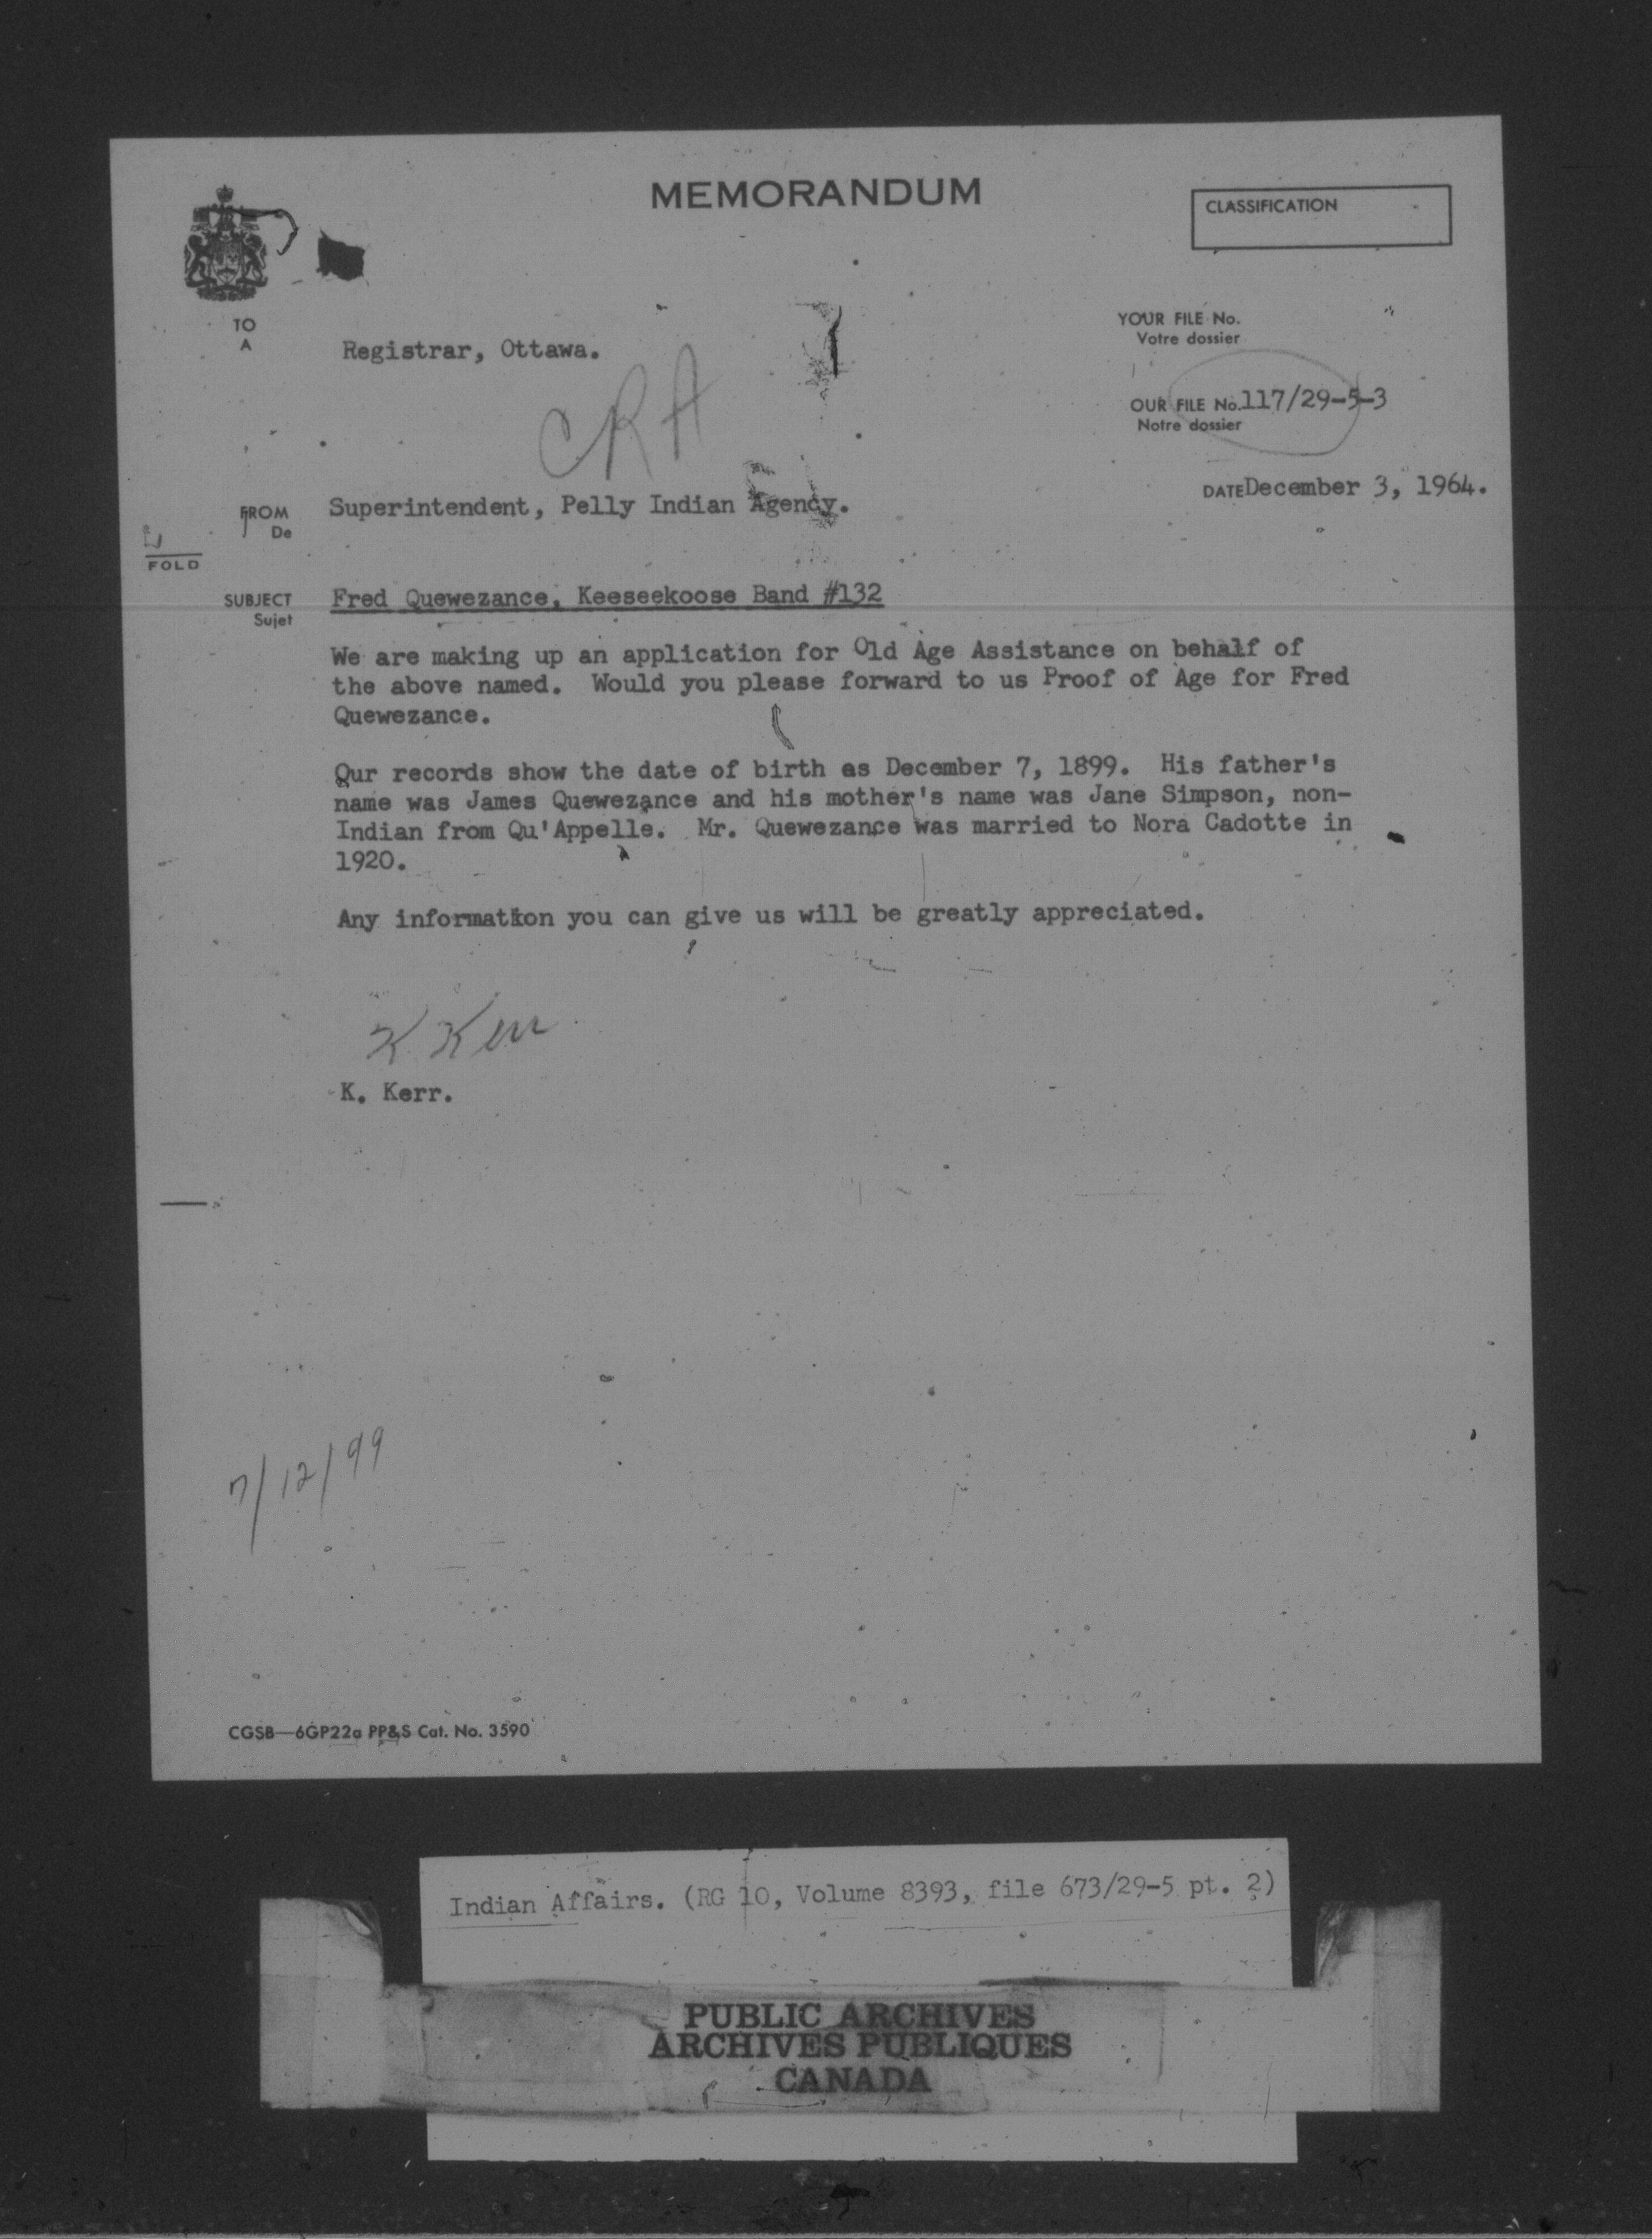 MEMORANDUM
CLASSIFICATION
TO
A
Registrar, Ottawa.
YOUR FILE No.
Votre dossier
CRA
OUR FILE No. 117/29-5-3
Notre dossier
DATE December 3, 1964.
FROM
De
Superintendent, Pelly Indian Agency.
FOLD
SUBJECT
Sujet
Fred Quewezance, Keeseekoose Band #132
We are making up an application for Old Age Assistance on behalf of
the above named. Would you please forward to us Proof of Age for Fred
Quewezance.
Our records show the date of birth as December 7, 1899. His father's
name was James Quewezance and his mother's name was Jane Simpson, non-
Indian from Qu'Appelle. Mr. Quewezance was married to Nora Cadotte in
1920.
Any information you can give us will be greatly appreciated.
K Kerr
K. Kerr.
7/12/99
CGSB—6GP22a PP&S Cat. No. 3590
Indian Affairs. (RG 10, Volume 8393, file 673/29-5 pt. 2)
PUBLIC ARCHIVES
ARCHIVES PUBLIQUES
CANADA